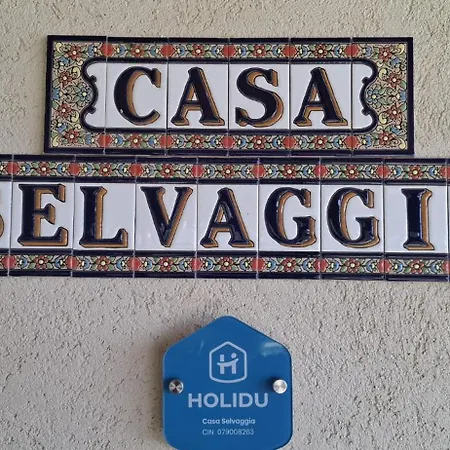 CASA
SELVAGGI
HOLIDU
Casa Selvaggia
CIN 079008263